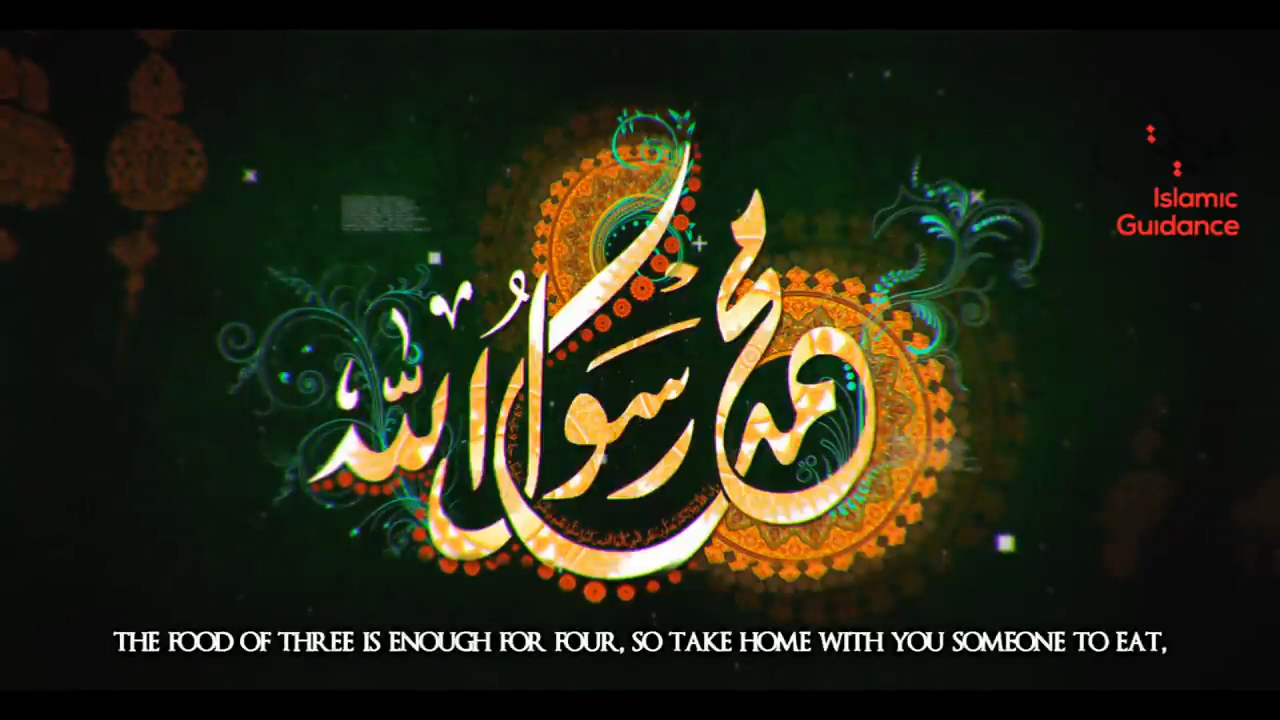 Islamic
Guidance
محمد رسول الله
THE FOOD OF THREE IS ENOUGH FOR FOUR, SO TAKE HOME WITH YOU SOMEONE TO EAT,